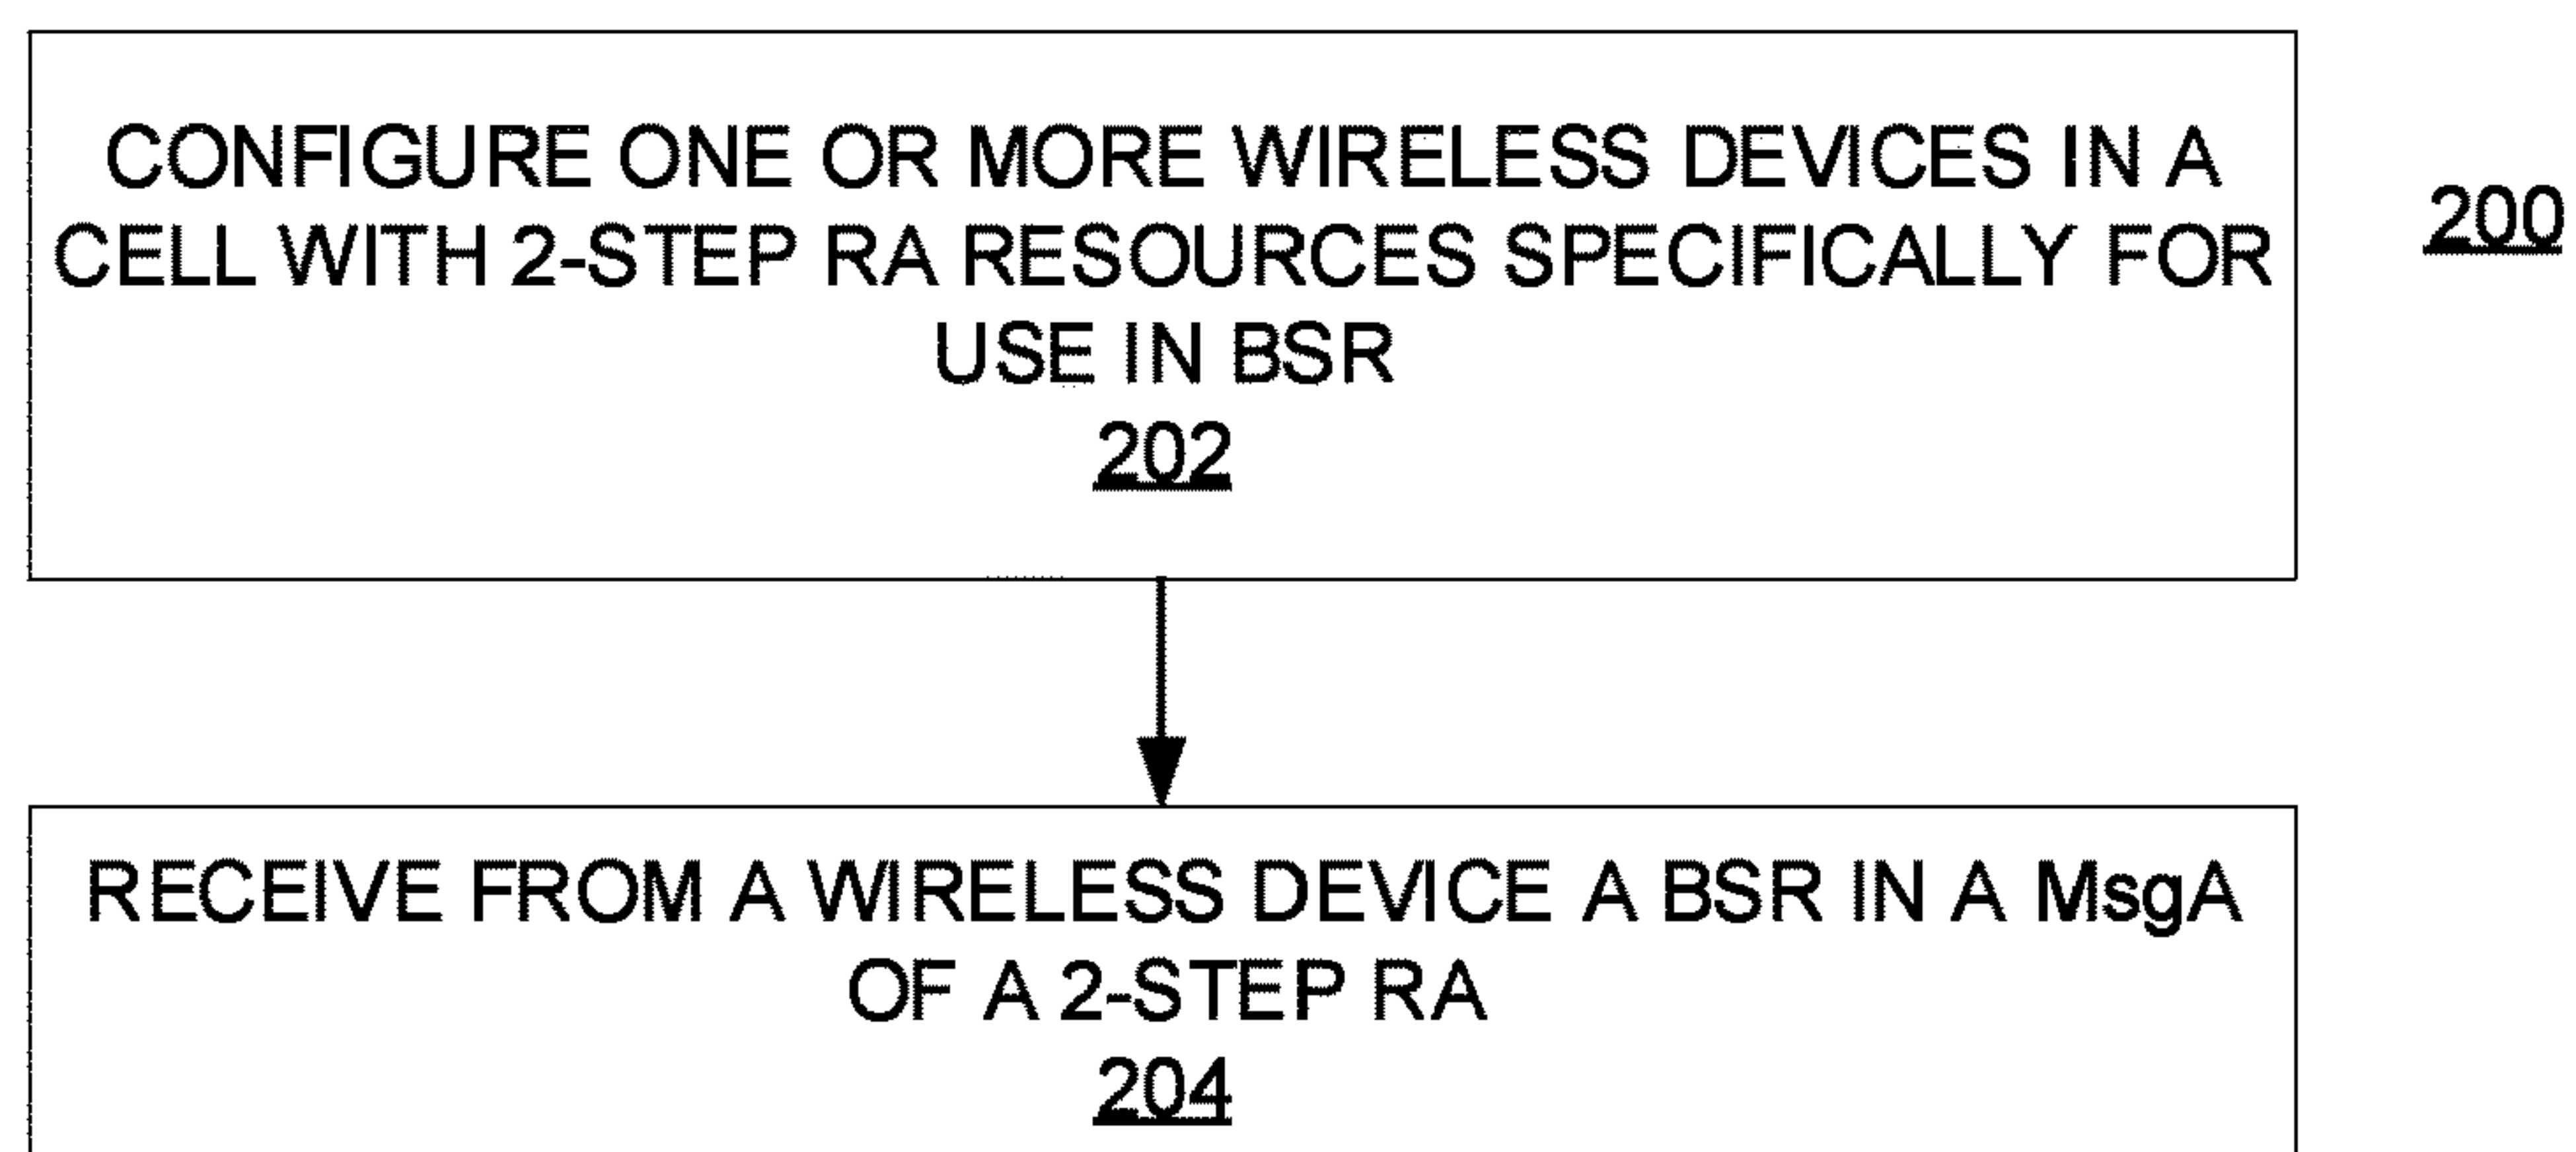 CONFIGURE ONE OR MORE WIRELESS DEVICES IN A
CELL WITH 2-STEP RA RESOURCES SPECIFICALLY FOR
USE IN BSR
202
200
RECEIVE FROM A WIRELESS DEVICE A BSR IN A MsgA
OF A 2-STEP RA
204